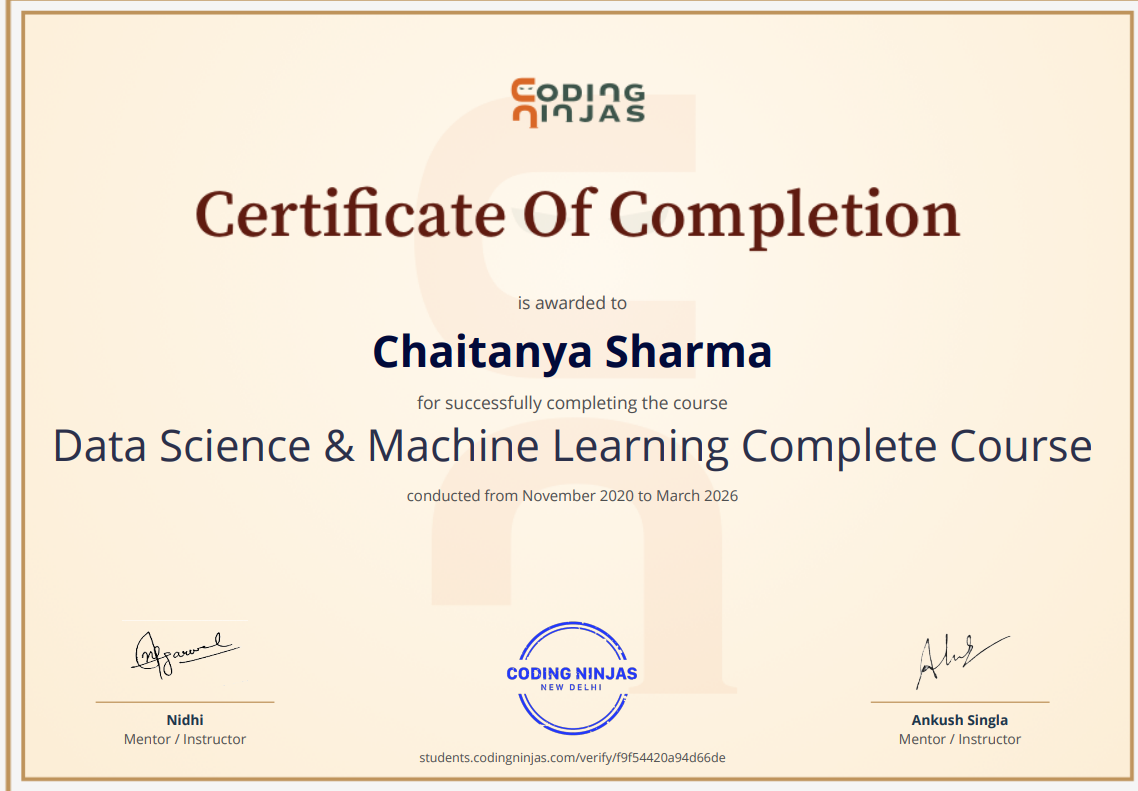 CODING
NINJAS
Certificate Of Completion
is awarded to
Chaitanya Sharma
for successfully completing the course
Data Science & Machine Learning Complete Course
conducted from November 2020 to March 2026
Nidhi
Mentor / Instructor
CODING NINJAS
NEW DELHI
Ankush Singla
Mentor / Instructor
students.codingninjas.com/verify/f9f54420a94d66de